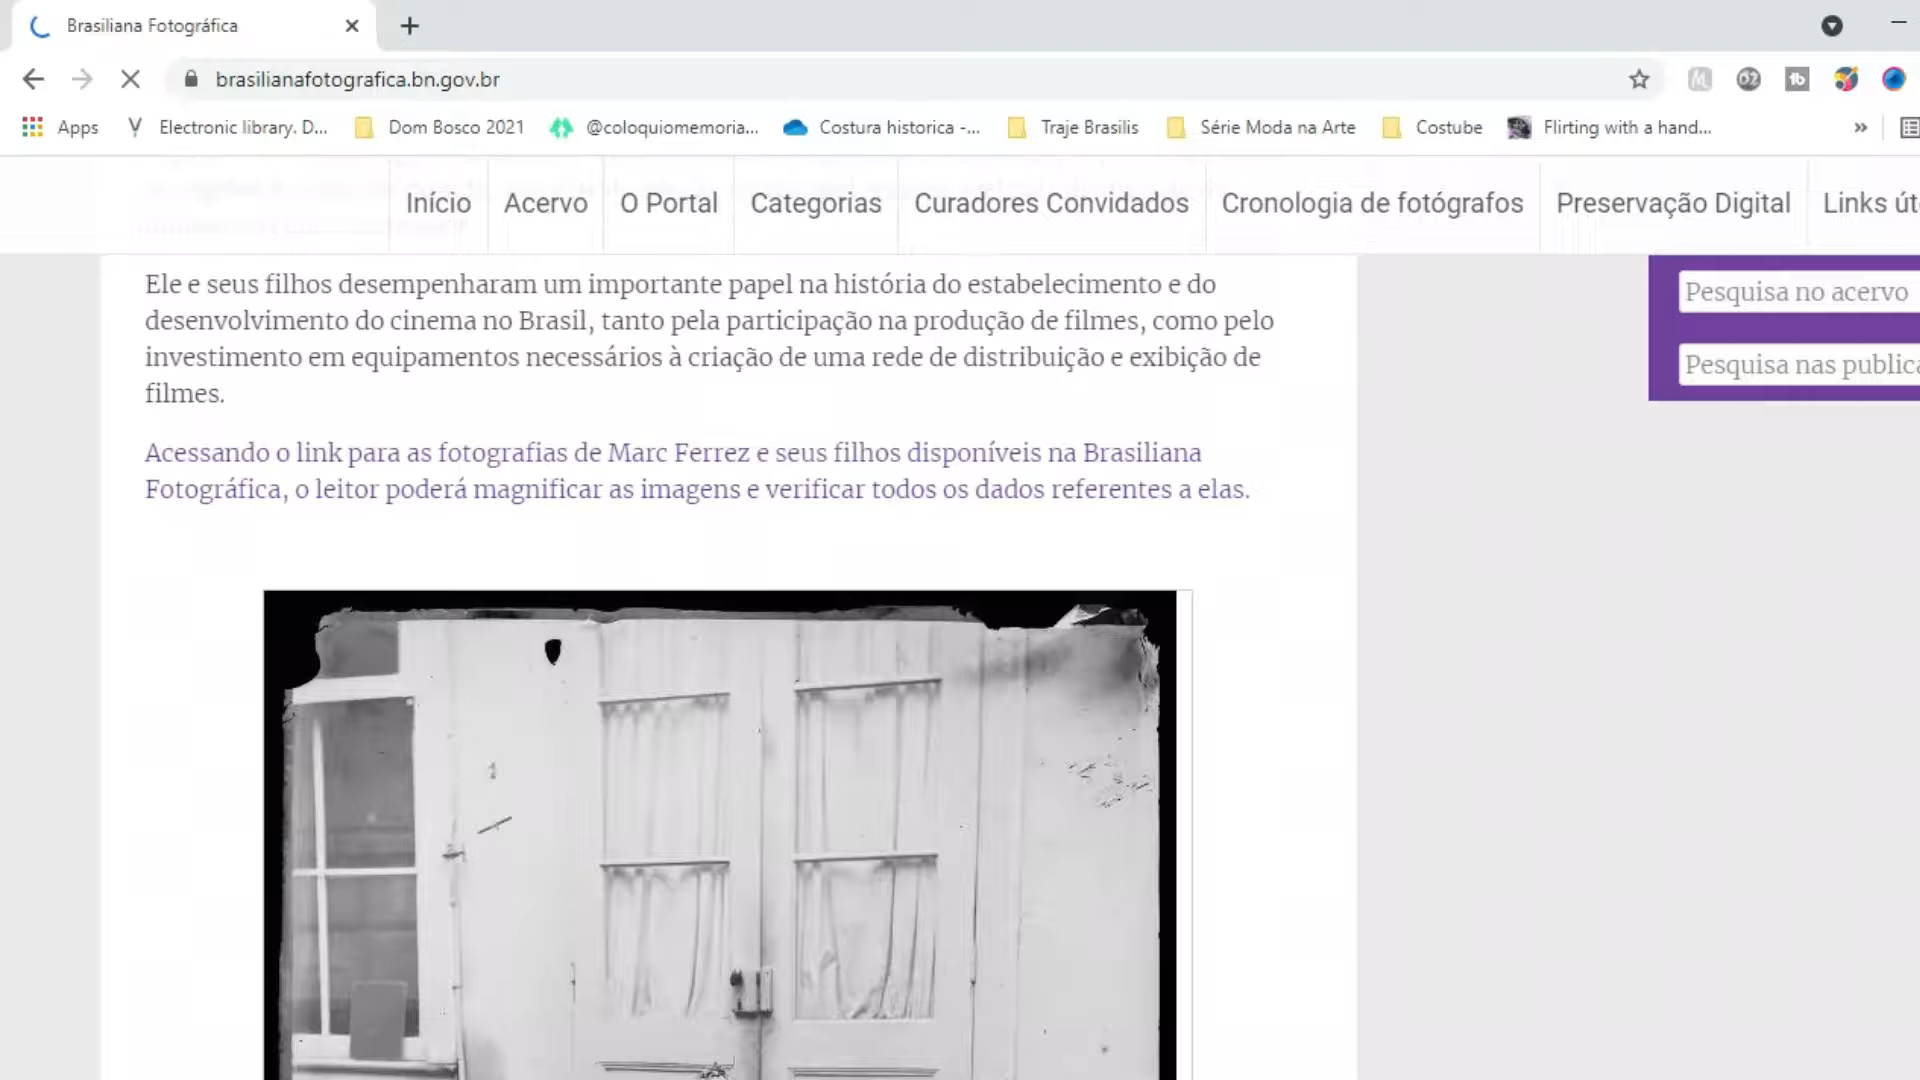 Brasiliana Fotográfica
brasilianafotografica.bn.gov.br
Apps Electronic library. D... Dom Bosco 2021 @coloquiomemoria... Costura historica -... Traje Brasilis Série Moda na Arte Costube Flirting with a hand... »
Início Acervo O Portal Categorias Curadores Convidados Cronologia de fotógrafos Preservação Digital Links út
Ele e seus filhos desempenharam um importante papel na história do estabelecimento e do
desenvolvimento do cinema no Brasil, tanto pela participação na produção de filmes, como pelo
investimento em equipamentos necessários à criação de uma rede de distribuição e exibição de
filmes.
Acessando o link para as fotografias de Marc Ferrez e seus filhos disponíveis na Brasiliana
Fotográfica, o leitor poderá magnificar as imagens e verificar todos os dados referentes a elas.
Pesquisa no acervo
Pesquisa nas publica